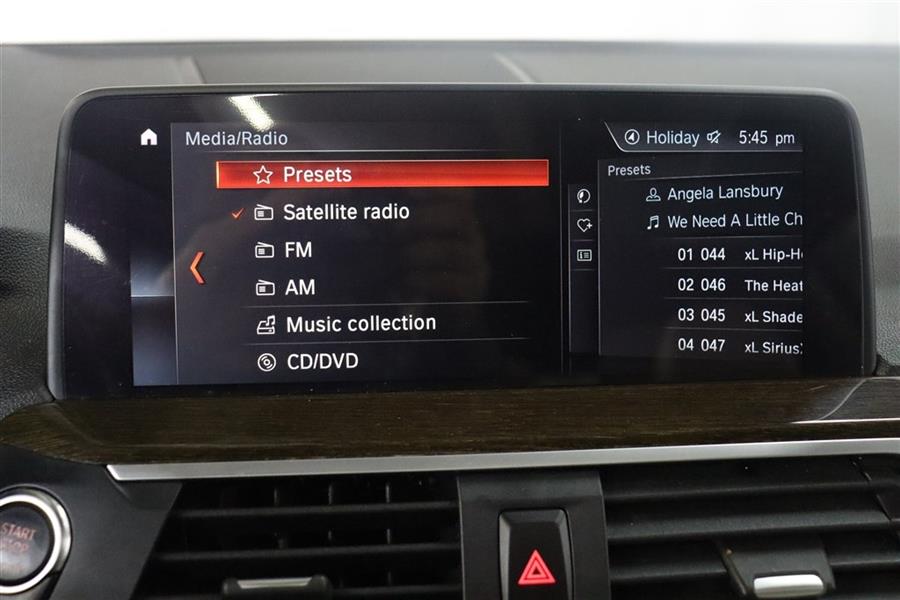 Media/Radio
Presets
Satellite radio
FM
AM
Music collection
CD/DVD
Holiday 5:45 pm
Presets
Angela Lansbury
We Need A Little Ch
01 044 xL Hip-H
02 046 The Heat
03 045 xL Shade
04 047 xL Sirius
START
STOP